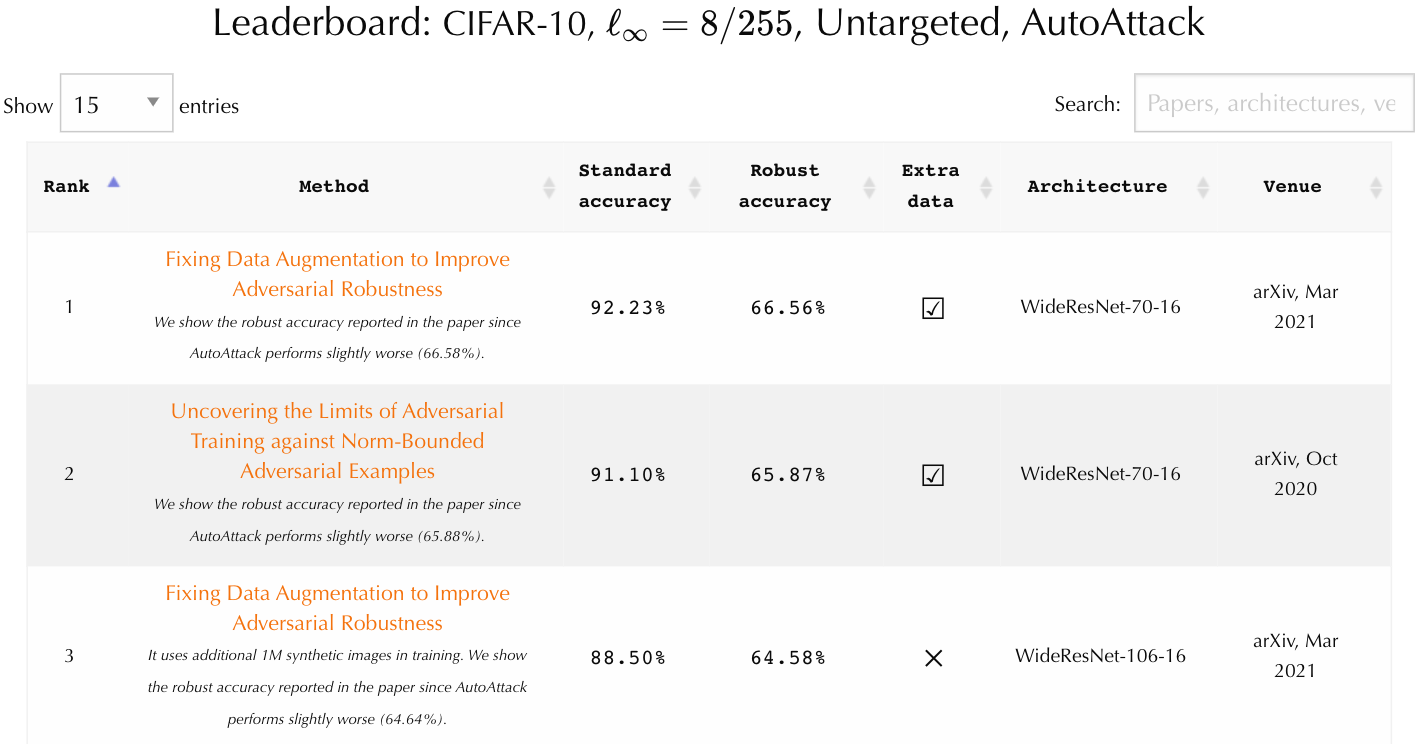 Leaderboard: CIFAR-10, ℓ∞ = 8/255, Untargeted, AutoAttack
Show 15 entries
Search: Papers, architectures, ve
Rank
Method
Standard accuracy
Robust accuracy
Extra data
Architecture
Venue
1
Fixing Data Augmentation to Improve
Adversarial Robustness
We show the robust accuracy reported in the paper since
AutoAttack performs slightly worse (66.58%).
92.23%
66.56%
☑
WideResNet-70-16
arXiv, Mar
2021
2
Uncovering the Limits of Adversarial
Training against Norm-Bounded
Adversarial Examples
We show the robust accuracy reported in the paper since
AutoAttack performs slightly worse (65.88%).
91.10%
65.87%
☑
WideResNet-70-16
arXiv, Oct
2020
3
Fixing Data Augmentation to Improve
Adversarial Robustness
It uses additional 1M synthetic images in training. We show
the robust accuracy reported in the paper since AutoAttack
performs slightly worse (64.64%).
88.50%
64.58%
×
WideResNet-106-16
arXiv, Mar
2021